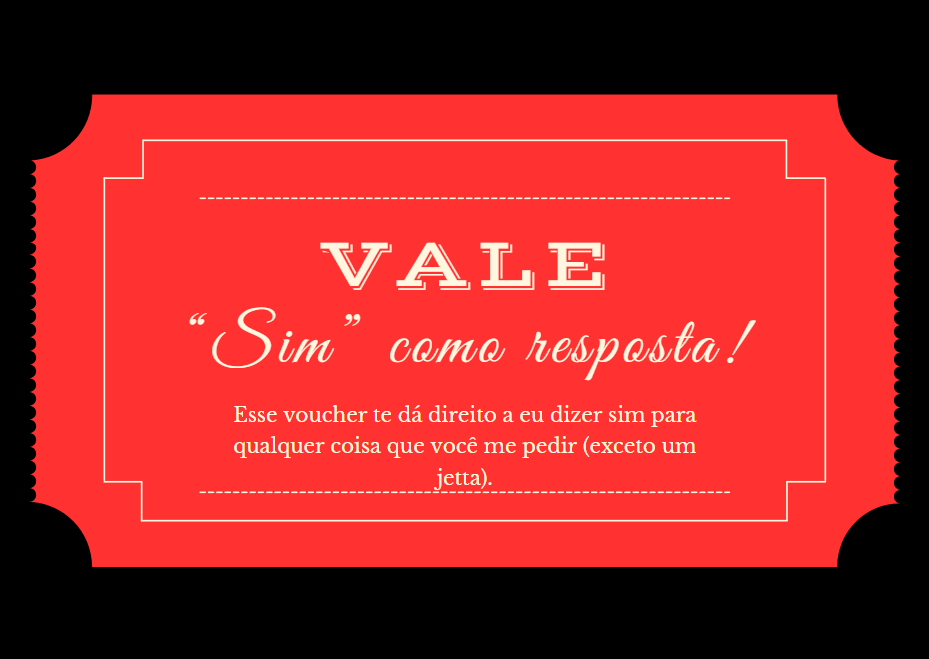 VALE
“Sim” como resposta!
Esse voucher te dá direito a eu dizer sim para
qualquer coisa que você me pedir (exceto um
jetta).